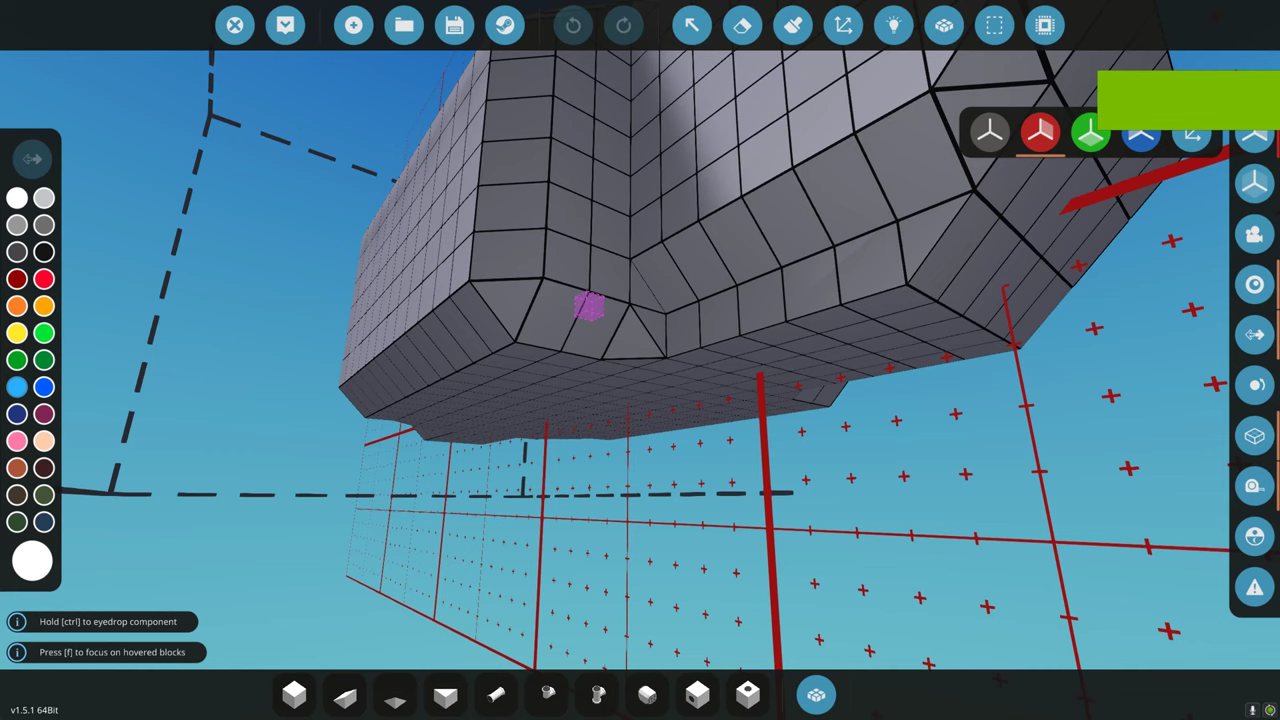 Hold [ctrl] to eyedrop component
Press [f] to focus on hovered blocks
v1.5.1 64Bit